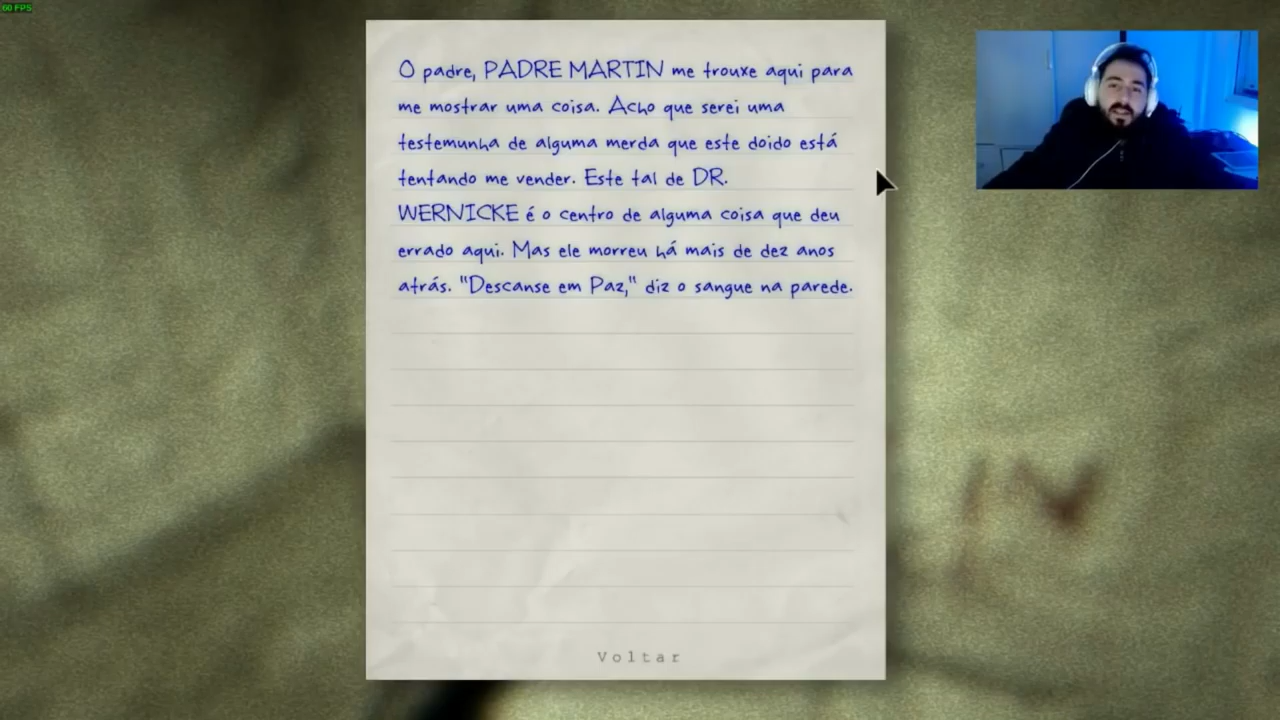 60 FPS
O padre, PADRE MARTIN me trouxe aqui para
me mostrar uma coisa. Acho que serei uma
testemunha de alguma merda que este doido está
tentando me vender. Este tal de DR.
WERNICKE é o centro de alguma coisa que deu
errado aqui. Mas ele morreu há mais de dez anos
atrás. "Descanse em Paz," diz o sangue na parede.
Voltar